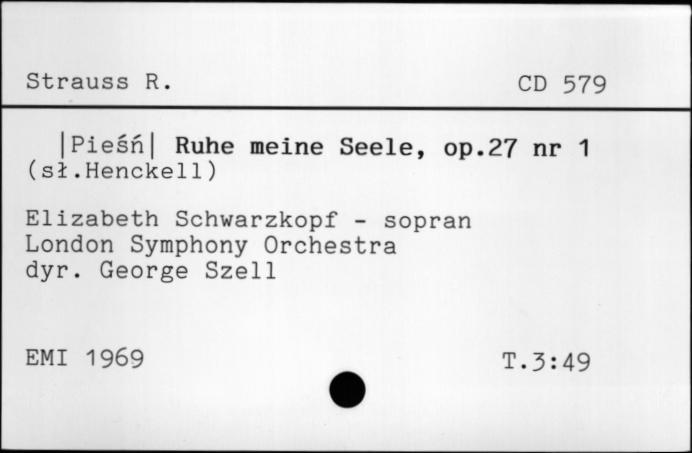 Strauss R. CD 579
|Pieśń| Ruhe meine Seele, op.27 nr 1
(sł.Henckell)
Elizabeth Schwarzkopf - sopran
London Symphony Orchestra
dyr. George Szell
EMI 1969 T.3:49